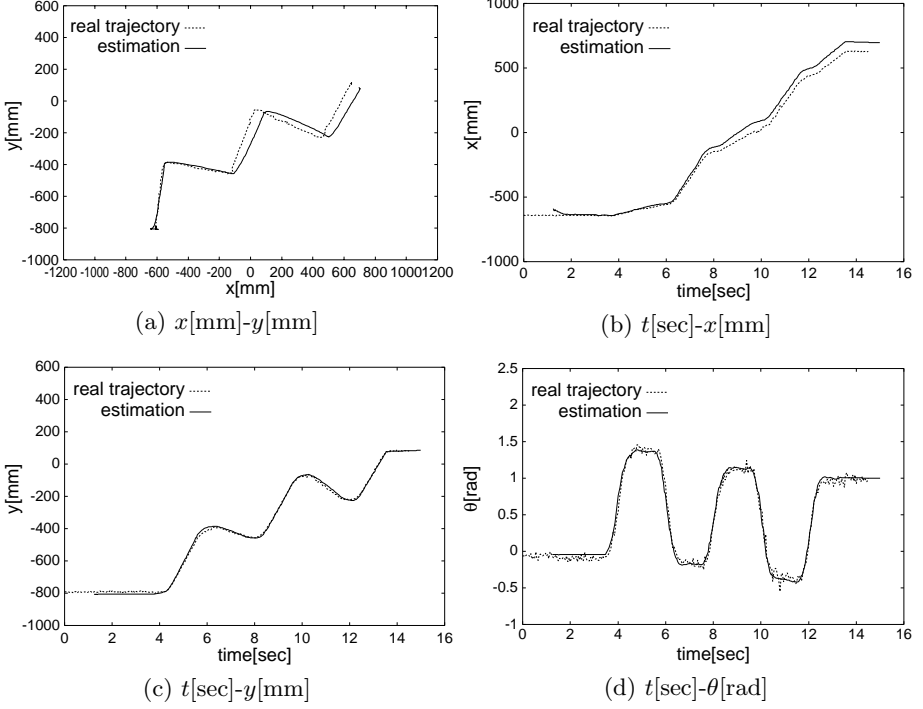 real trajectory
estimation
600
400
200
0
-200
-400
-600
-800
-1000
y[mm]
-1200 -1000 -800 -600 -400 -200 0 200 400 600 800 1000 1200
x[mm]
(a) x[mm]-y[mm]
real trajectory
estimation
1000
500
0
-500
-1000
x[mm]
0 2 4 6 8 10 12 14 16
time[sec]
(b) t[sec]-x[mm]
real trajectory
estimation
600
400
200
0
-200
-400
-600
-800
-1000
y[mm]
0 2 4 6 8 10 12 14 16
time[sec]
(c) t[sec]-y[mm]
real trajectory
estimation
2.5
2
1.5
1
0.5
0
-0.5
-1
θ[rad]
0 2 4 6 8 10 12 14 16
time[sec]
(d) t[sec]-θ[rad]